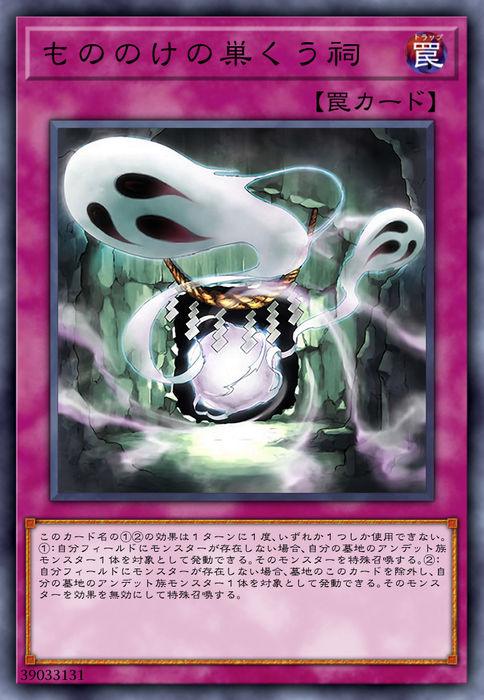 もののけの巣くう祠
トラップ
罠
【罠カード】
このカード名の①②の効果は１ターンに１度、いずれか１つしか使用できない。
①：自分フィールドにモンスターが存在しない場合、自分の墓地のアンデット族
モンスター１体を対象として発動できる。そのモンスターを特殊召喚する。②：
自分フィールドにモンスターが存在しない場合、墓地のこのカードを除外し、自
分の墓地のアンデット族モンスター１体を対象として発動できる。そのモンス
ターを効果を無効にして特殊召喚する。
39033131